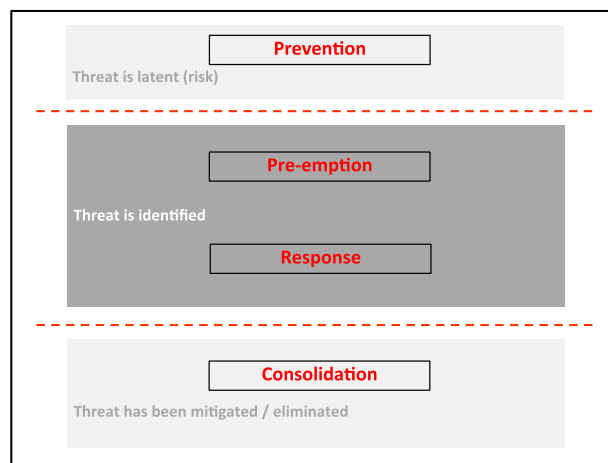 Prevention
Threat is latent (risk)
Pre-emption
Threat is identified
Response
Consolidation
Threat has been mitigated / eliminated